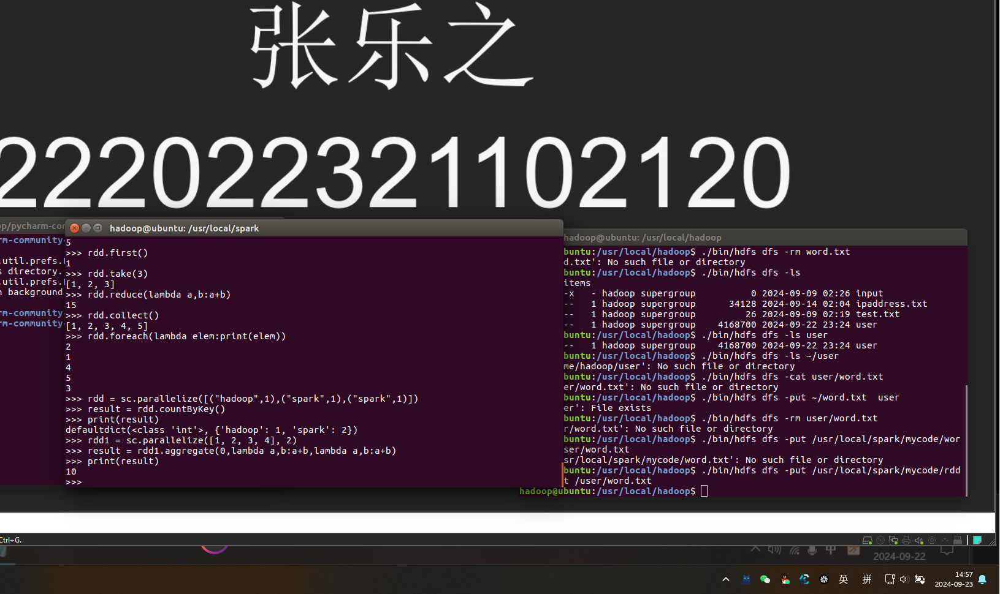 张乐之
222022321102120
op/pycharm-com
hadoop@ubuntu: /usr/local/spark
hadoop@ubuntu: /usr/local/hadoop
rm-community
.util.prefs.
s directory.
.util.prefs.
n background
rm-community
rm-community
5
>>> rdd.first()
1
>>> rdd.take(3)
[1, 2, 3]
>>> rdd.reduce(lambda a,b:a+b)
15
>>> rdd.collect()
[1, 2, 3, 4, 5]
>>> rdd.foreach(lambda elem:print(elem))
2
1
4
5
3
>>> rdd = sc.parallelize([("hadoop",1),("spark",1),("spark",1)])
>>> result = rdd.countByKey()
>>> print(result)
defaultdict(<class 'int'>, {'hadoop': 1, 'spark': 2})
>>> rdd1 = sc.parallelize([1, 2, 3, 4], 2)
>>> result = rdd1.aggregate(0,lambda a,b:a+b,lambda a,b:a+b)
>>> print(result)
10
>>>
buntu:/usr/local/hadoop$ ./bin/hdfs dfs -rm word.txt
d.txt': No such file or directory
buntu:/usr/local/hadoop$ ./bin/hdfs dfs -ls
items
-x   - hadoop supergroup          0 2024-09-09 02:26 input
--   1 hadoop supergroup      34128 2024-09-14 02:04 ipaddress.txt
--   1 hadoop supergroup         26 2024-09-09 02:19 test.txt
--   1 hadoop supergroup    4168700 2024-09-22 23:24 user
buntu:/usr/local/hadoop$ ./bin/hdfs dfs -ls user
--   1 hadoop supergroup    4168700 2024-09-22 23:24 user
buntu:/usr/local/hadoop$ ./bin/hdfs dfs -ls ~/user
me/hadoop/user': No such file or directory
buntu:/usr/local/hadoop$ ./bin/hdfs dfs -cat user/word.txt
er/word.txt': No such file or directory
buntu:/usr/local/hadoop$ ./bin/hdfs dfs -put ~/word.txt  user
er': File exists
buntu:/usr/local/hadoop$ ./bin/hdfs dfs -rm user/word.txt
r/word.txt': No such file or directory
buntu:/usr/local/hadoop$ ./bin/hdfs dfs -put /usr/local/spark/mycode/wor
ser/word.txt
sr/local/spark/mycode/word.txt': No such file or directory
buntu:/usr/local/hadoop$ ./bin/hdfs dfs -put /usr/local/spark/mycode/rdd
t /user/word.txt
hadoop@ubuntu:/usr/local/hadoop$
Ctrl+G.
中
2024-09-22
英 拼
14:57
2024-09-23